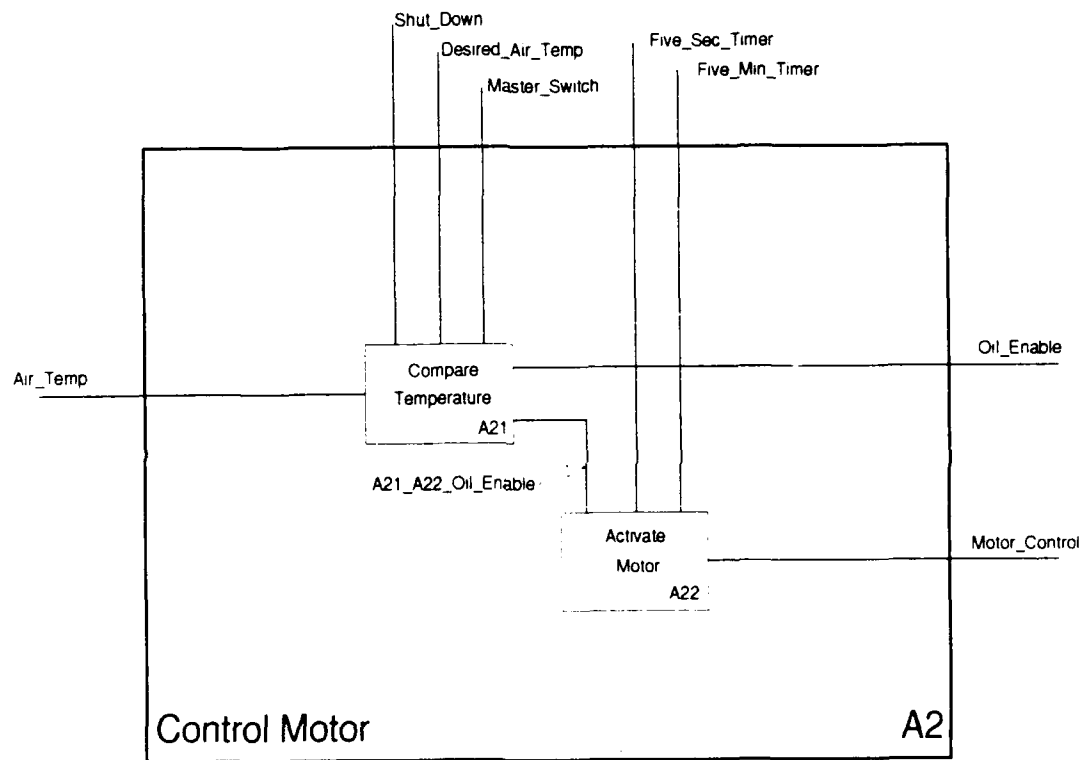 Shut_Down
Desired_Air_Temp
Five_Sec_Timer
Five_Min_Timer
Master_Switch
Oil_Enable
Air_Temp
Compare
Temperature
A21
A21_A22_Oil_Enable
Activate
Motor
A22
Motor_Control
Control Motor
A2